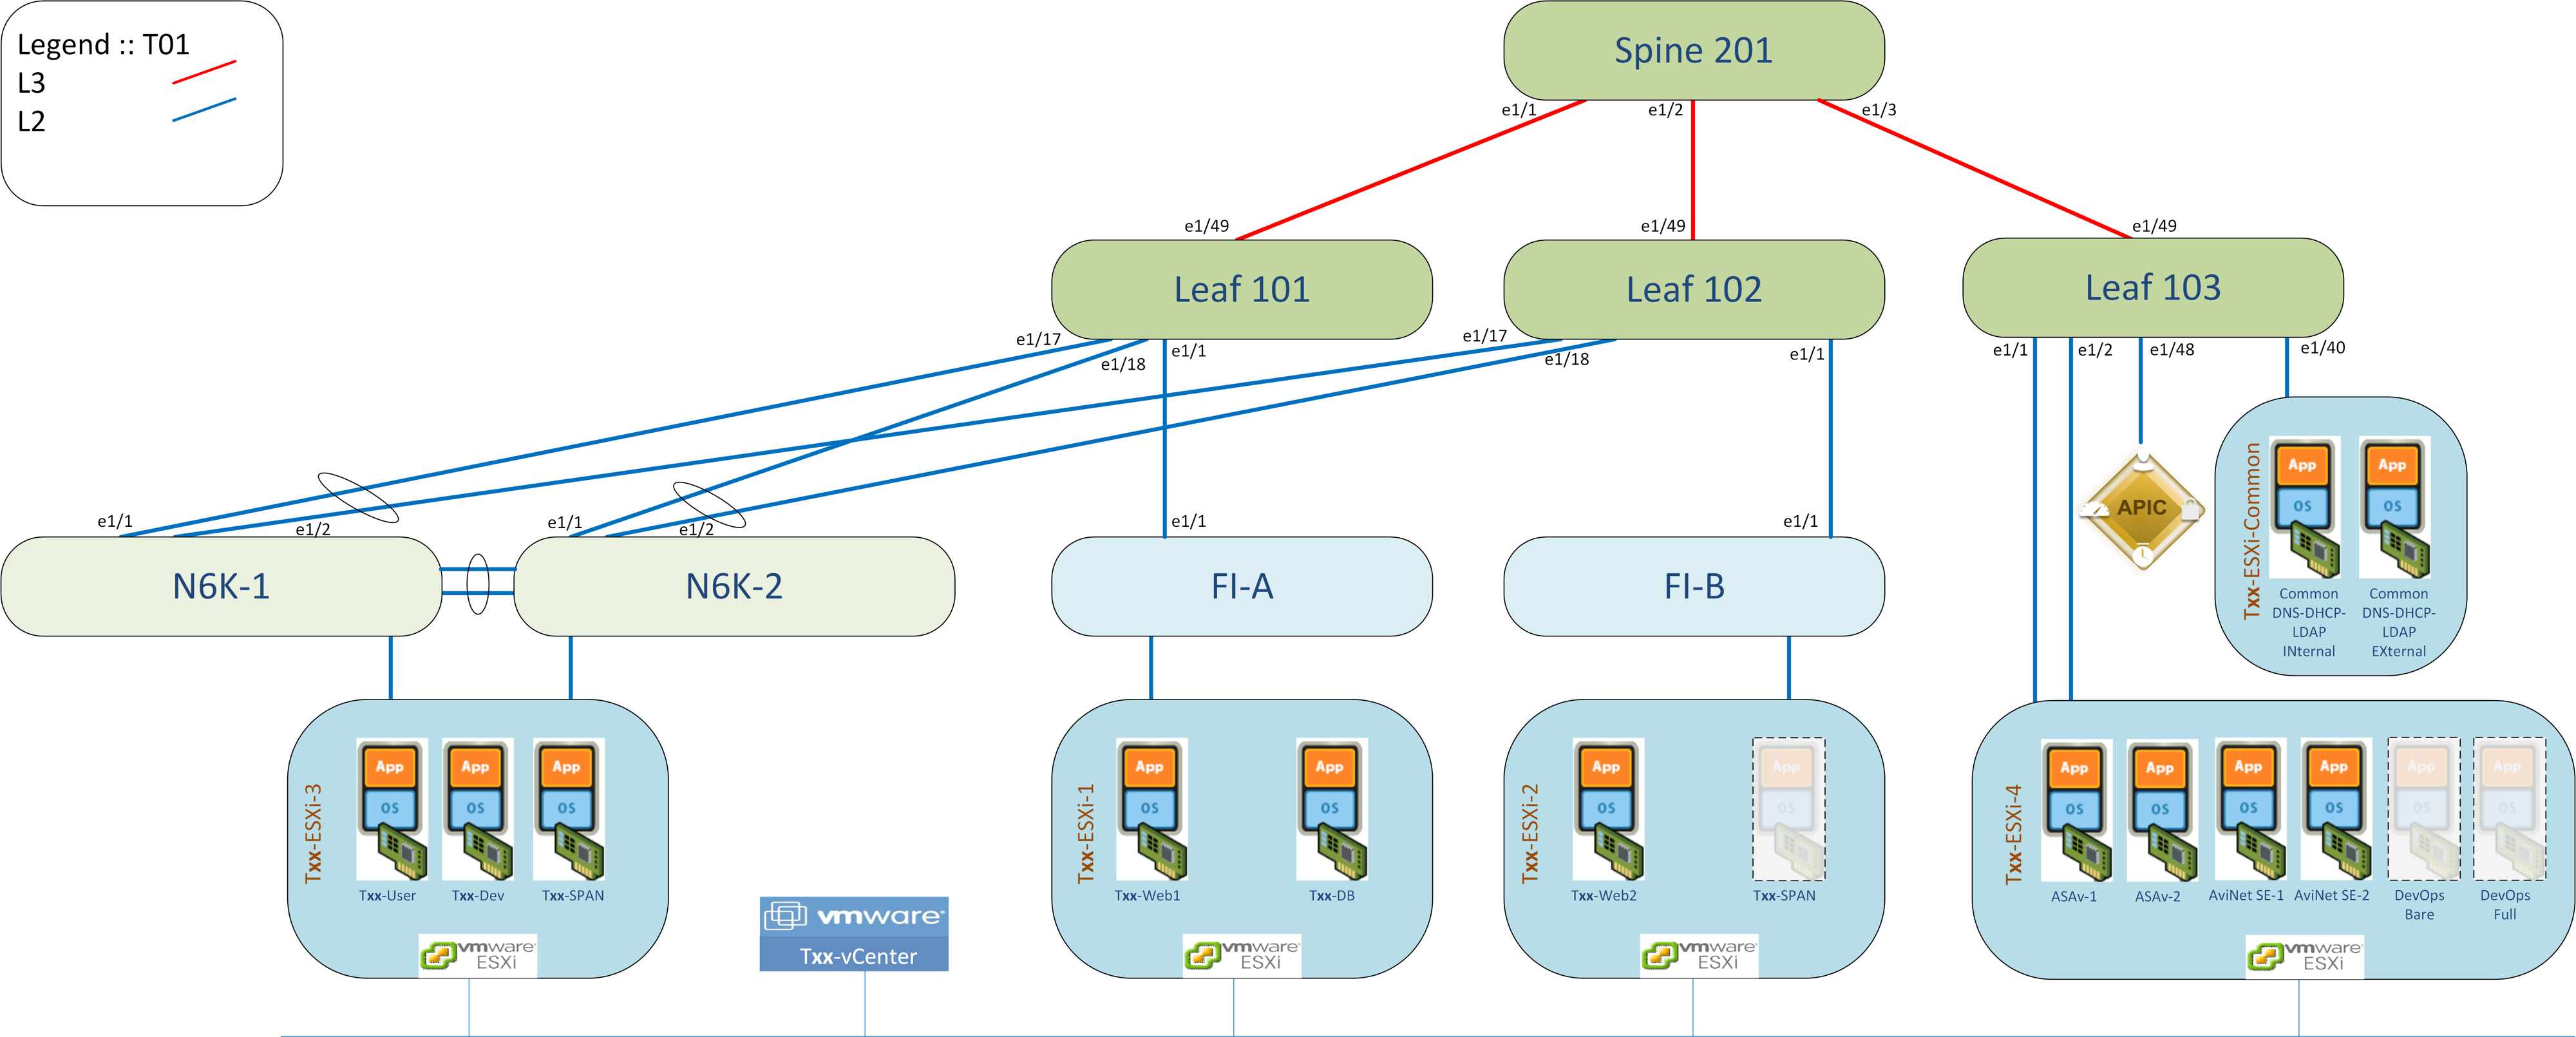 Legend :: T01
L3
L2
Spine 201
e1/1
e1/2
e1/3
e1/49
e1/49
e1/49
Leaf 101
Leaf 102
Leaf 103
e1/17
e1/18
e1/1
e1/17
e1/18
e1/1
e1/1
e1/2
e1/48
e1/40
Txx-ESXi-Common
App
OS
App
OS
Common
DNS-DHCP-
LDAP
INternal
Common
DNS-DHCP-
LDAP
EXternal
APIC
e1/1
e1/2
e1/1
e1/2
e1/1
e1/1
N6K-1
N6K-2
FI-A
FI-B
Txx-ESXi-3
App
OS
App
OS
App
OS
Txx-User
Txx-Dev
Txx-SPAN
vmware
ESXi
vmware
Txx-vCenter
Txx-ESXi-1
App
OS
App
OS
Txx-Web1
Txx-DB
vmware
ESXi
Txx-ESXi-2
App
OS
App
OS
Txx-Web2
Txx-SPAN
vmware
ESXi
Txx-ESXi-4
App
OS
App
OS
App
OS
App
OS
App
OS
App
OS
ASAv-1
ASAv-2
AviNet SE-1
AviNet SE-2
DevOps
Bare
DevOps
Full
vmware
ESXi